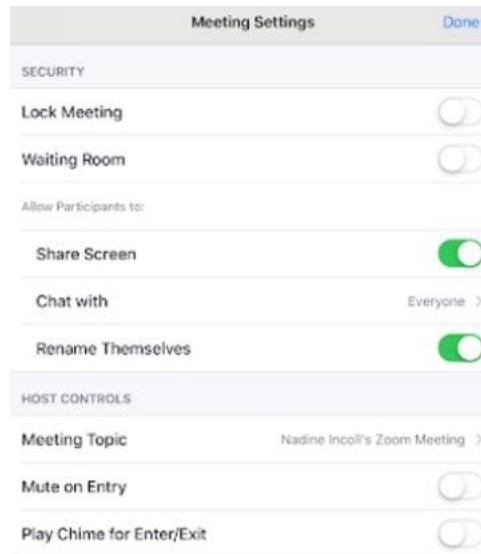 Meeting Settings Done
SECURITY
Lock Meeting
Waiting Room
Allow Participants to:
Share Screen
Chat with Everyone
Rename Themselves
HOST CONTROLS
Meeting Topic Nadine Incoll's Zoom Meeting
Mute on Entry
Play Chime for Enter/Exit